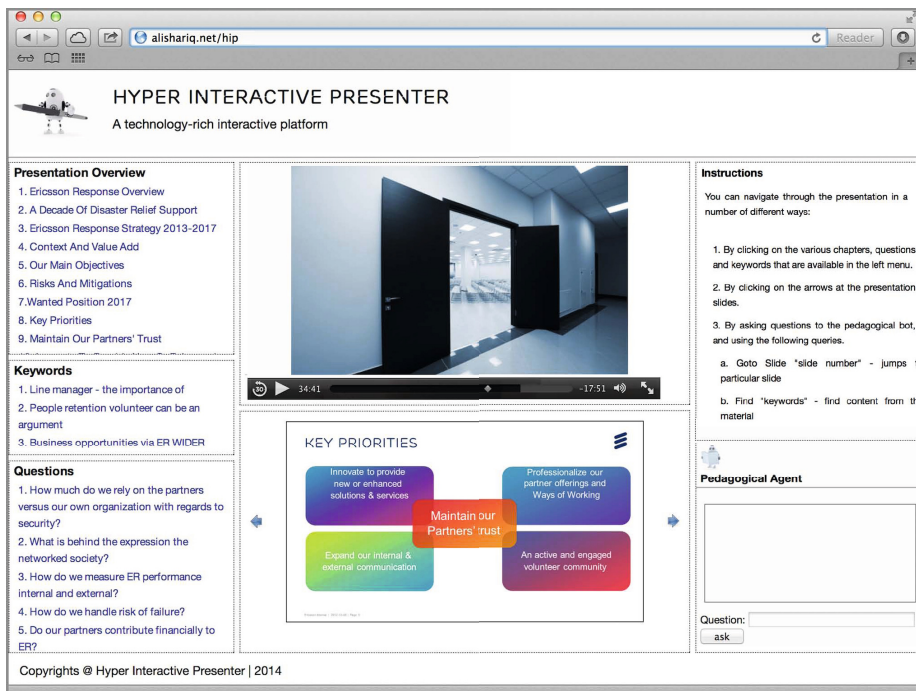 alishariq.net/hip
Reader
HYPER INTERACTIVE PRESENTER
A technology-rich interactive platform
Presentation Overview
1. Ericsson Response Overview
2. A Decade Of Disaster Relief Support
3. Ericsson Response Strategy 2013-2017
4. Context And Value Add
5. Our Main Objectives
6. Risks And Mitigations
7.Wanted Position 2017
8. Key Priorities
9. Maintain Our Partners' Trust
Keywords
1. Line manager - the importance of
2. People retention volunteer can be an
argument
3. Business opportunities via ER WIDER
Questions
1. How much do we rely on the partners
versus our own organization with regards to
security?
2. What is behind the expression the
networked society?
3. How do we measure ER performance
internal and external?
4. How do we handle risk of failure?
5. Do our partners contribute financially to
ER?
30
34:41
-17:51
KEY PRIORITIES
Innovate to provide
new or enhanced
solutions & services
Professionalize our
partner offerings and
Ways of Working
Maintain our
Partners' trust
Expand our Internal &
external communication
An active and engaged
volunteer community
Instructions
You can navigate through the presentation in a
number of different ways:
1. By clicking on the various chapters, questions
and keywords that are available in the left menu.
2. By clicking on the arrows at the presentation
slides.
3. By asking questions to the pedagogical bot,
and using the following queries.
a. Goto Slide "slide number" - jumps
particular slide
b. Find "keywords" - find content from
material
Pedagogical Agent
Question:
ask
Copyrights @ Hyper Interactive Presenter | 2014